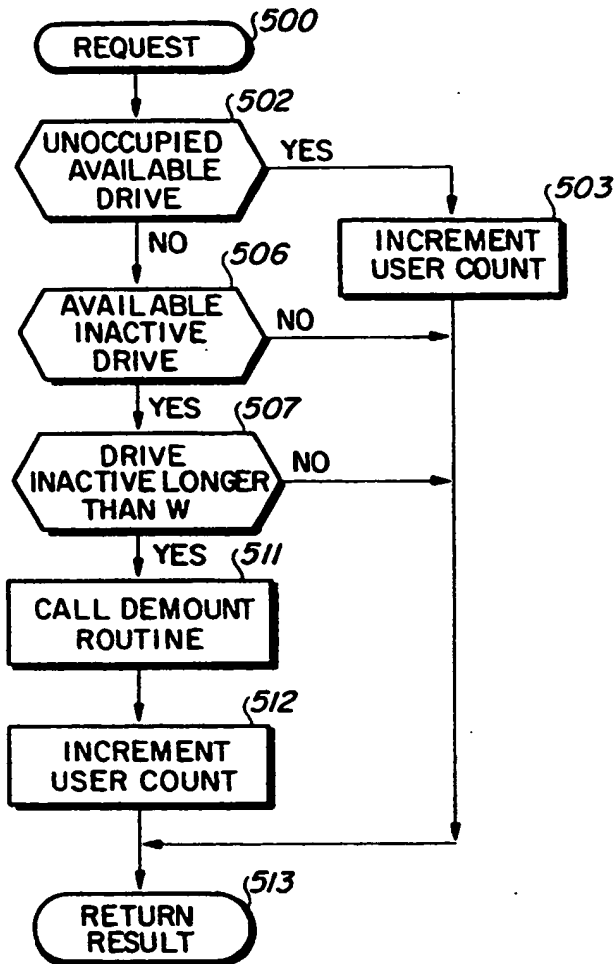 500
REQUEST
502
UNOCCUPIED
AVAILABLE
DRIVE
YES
503
INCREMENT
USER COUNT
NO
506
AVAILABLE
INACTIVE
DRIVE
NO
YES
507
DRIVE
INACTIVE LONGER
THAN W
NO
YES
511
CALL DEMOUNT
ROUTINE
512
INCREMENT
USER COUNT
513
RETURN
RESULT